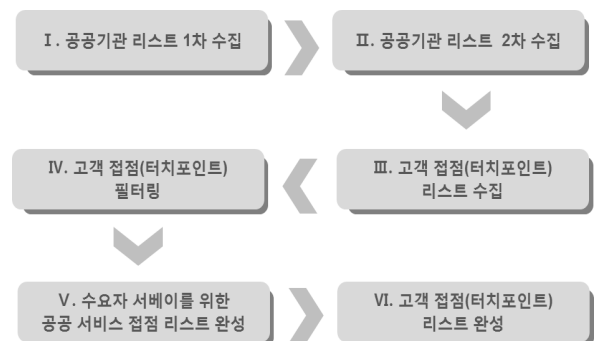 Ⅰ. 공공기관 리스트 1차 수집
Ⅱ. 공공기관 리스트 2차 수집
Ⅲ. 고객 접점(터치포인트)
리스트 수집
Ⅳ. 고객 접점(터치포인트)
필터링
Ⅴ. 수요자 서베이를 위한
공공 서비스 접점 리스트 완성
Ⅵ. 고객 접점(터치포인트)
리스트 완성